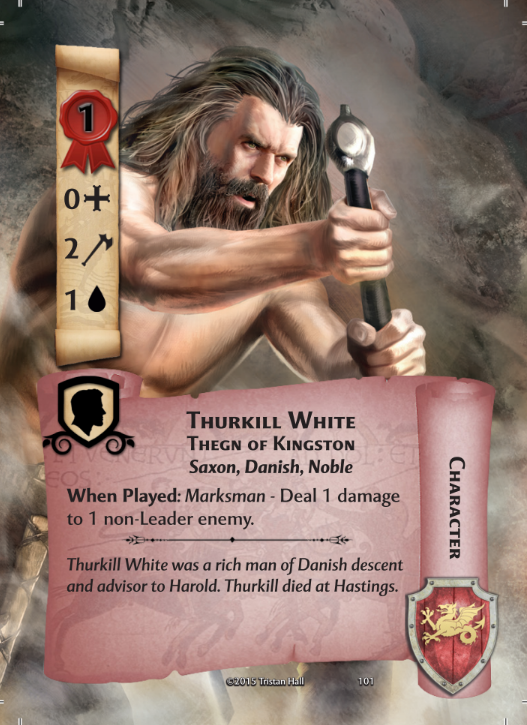 1
0
2
1
Thurkill White
Thegn of Kingston
Saxon, Danish, Noble
When Played: Marksman - Deal 1 damage
to 1 non-Leader enemy.
Thurkill White was a rich man of Danish descent
and advisor to Harold. Thurkill died at Hastings.
Character
©2015 Tristan Hall
101